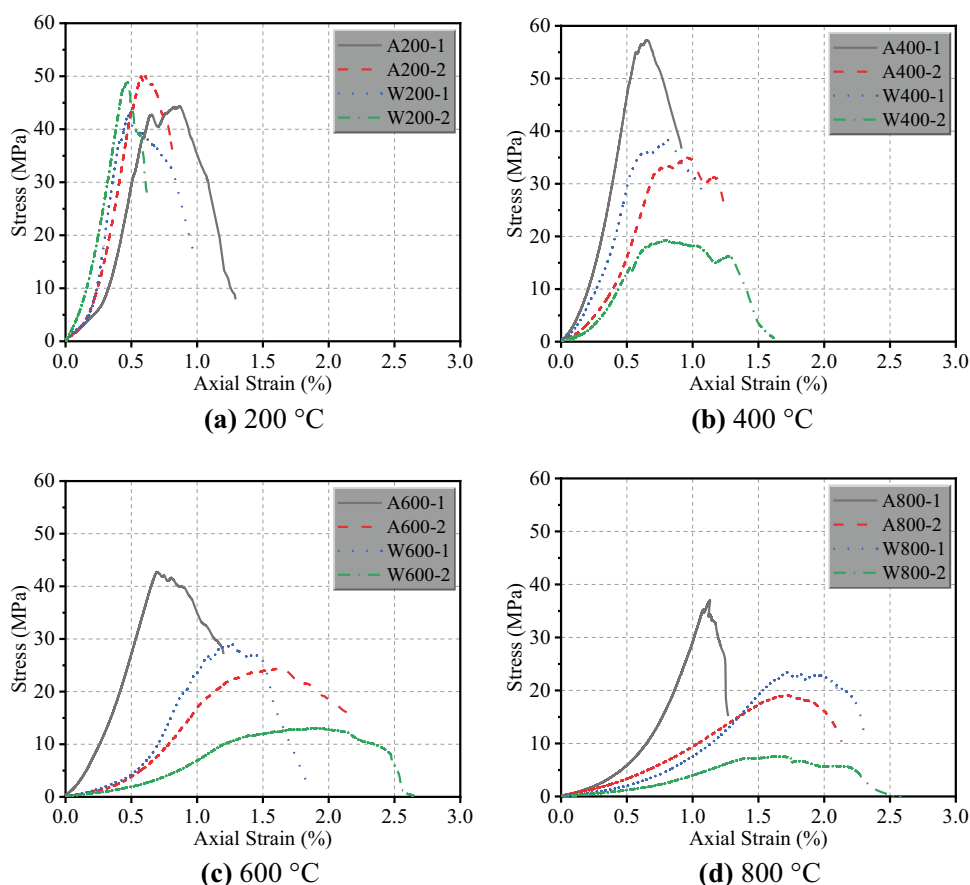 60
50
40
30
20
10
0
Stress (MPa)
A200-1
A200-2
W200-1
W200-2
0.0 0.5 1.0 1.5 2.0 2.5 3.0
Axial Strain (%)
(a) 200 °C
60
50
40
30
20
10
0
Stress (MPa)
A400-1
A400-2
W400-1
W400-2
0.0 0.5 1.0 1.5 2.0 2.5 3.0
Axial Strain (%)
(b) 400 °C
60
50
40
30
20
10
0
Stress (MPa)
A600-1
A600-2
W600-1
W600-2
0.0 0.5 1.0 1.5 2.0 2.5 3.0
Axial Strain (%)
(c) 600 °C
60
50
40
30
20
10
0
Stress (MPa)
A800-1
A800-2
W800-1
W800-2
0.0 0.5 1.0 1.5 2.0 2.5 3.0
Axial Strain (%)
(d) 800 °C